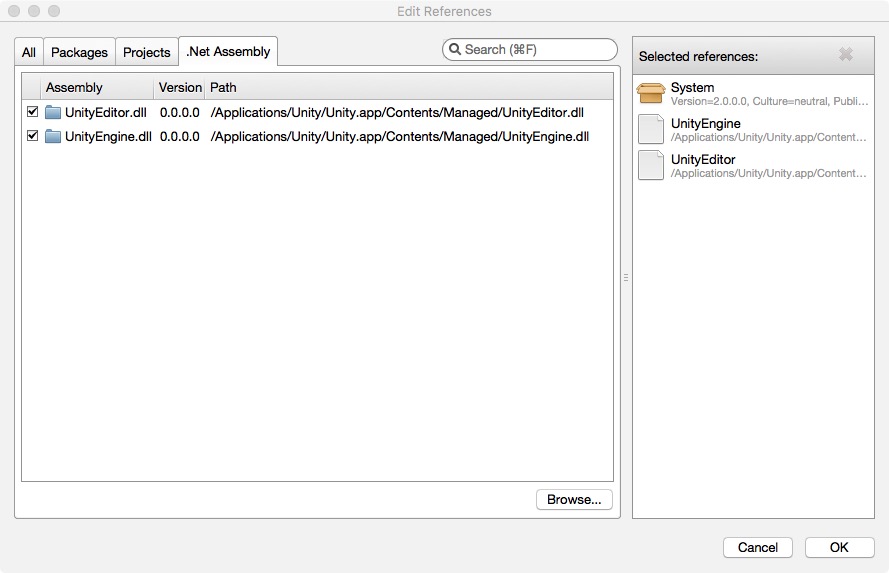 Edit References
All Packages Projects .Net Assembly
Search (⌘F)
Assembly Version Path
UnityEditor.dll 0.0.0.0 /Applications/Unity/Unity.app/Contents/Managed/UnityEditor.dll
UnityEngine.dll 0.0.0.0 /Applications/Unity/Unity.app/Contents/Managed/UnityEngine.dll
Browse...
Selected references:
System
Version=2.0.0.0, Culture=neutral, Publi...
UnityEngine
/Applications/Unity/Unity.app/Content...
UnityEditor
/Applications/Unity/Unity.app/Content...
Cancel OK